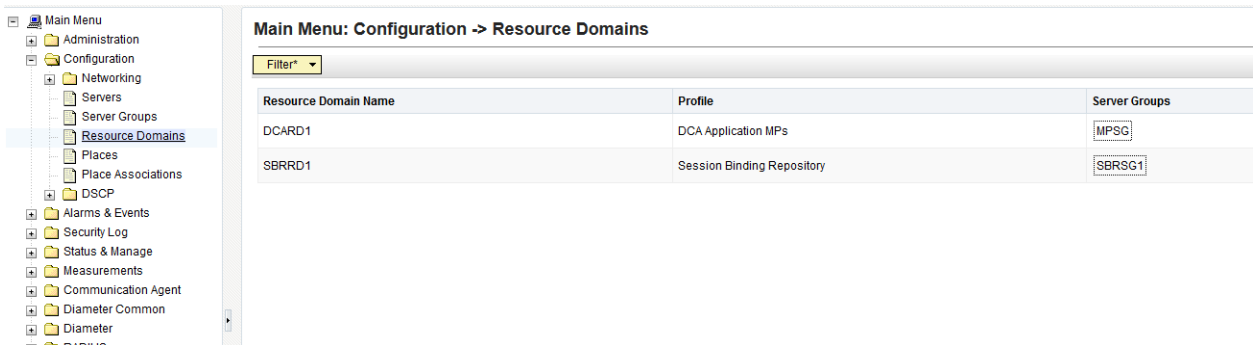 Main Menu
Administration
Configuration
Networking
Servers
Server Groups
Resource Domains
Places
Place Associations
DSCP
Alarms & Events
Security Log
Status & Manage
Measurements
Communication Agent
Diameter Common
Diameter
Main Menu: Configuration -> Resource Domains
Filter*
Resource Domain Name Profile Server Groups
DCARD1 DCA Application MPs MPSG
SBRRD1 Session Binding Repository SBRSG1